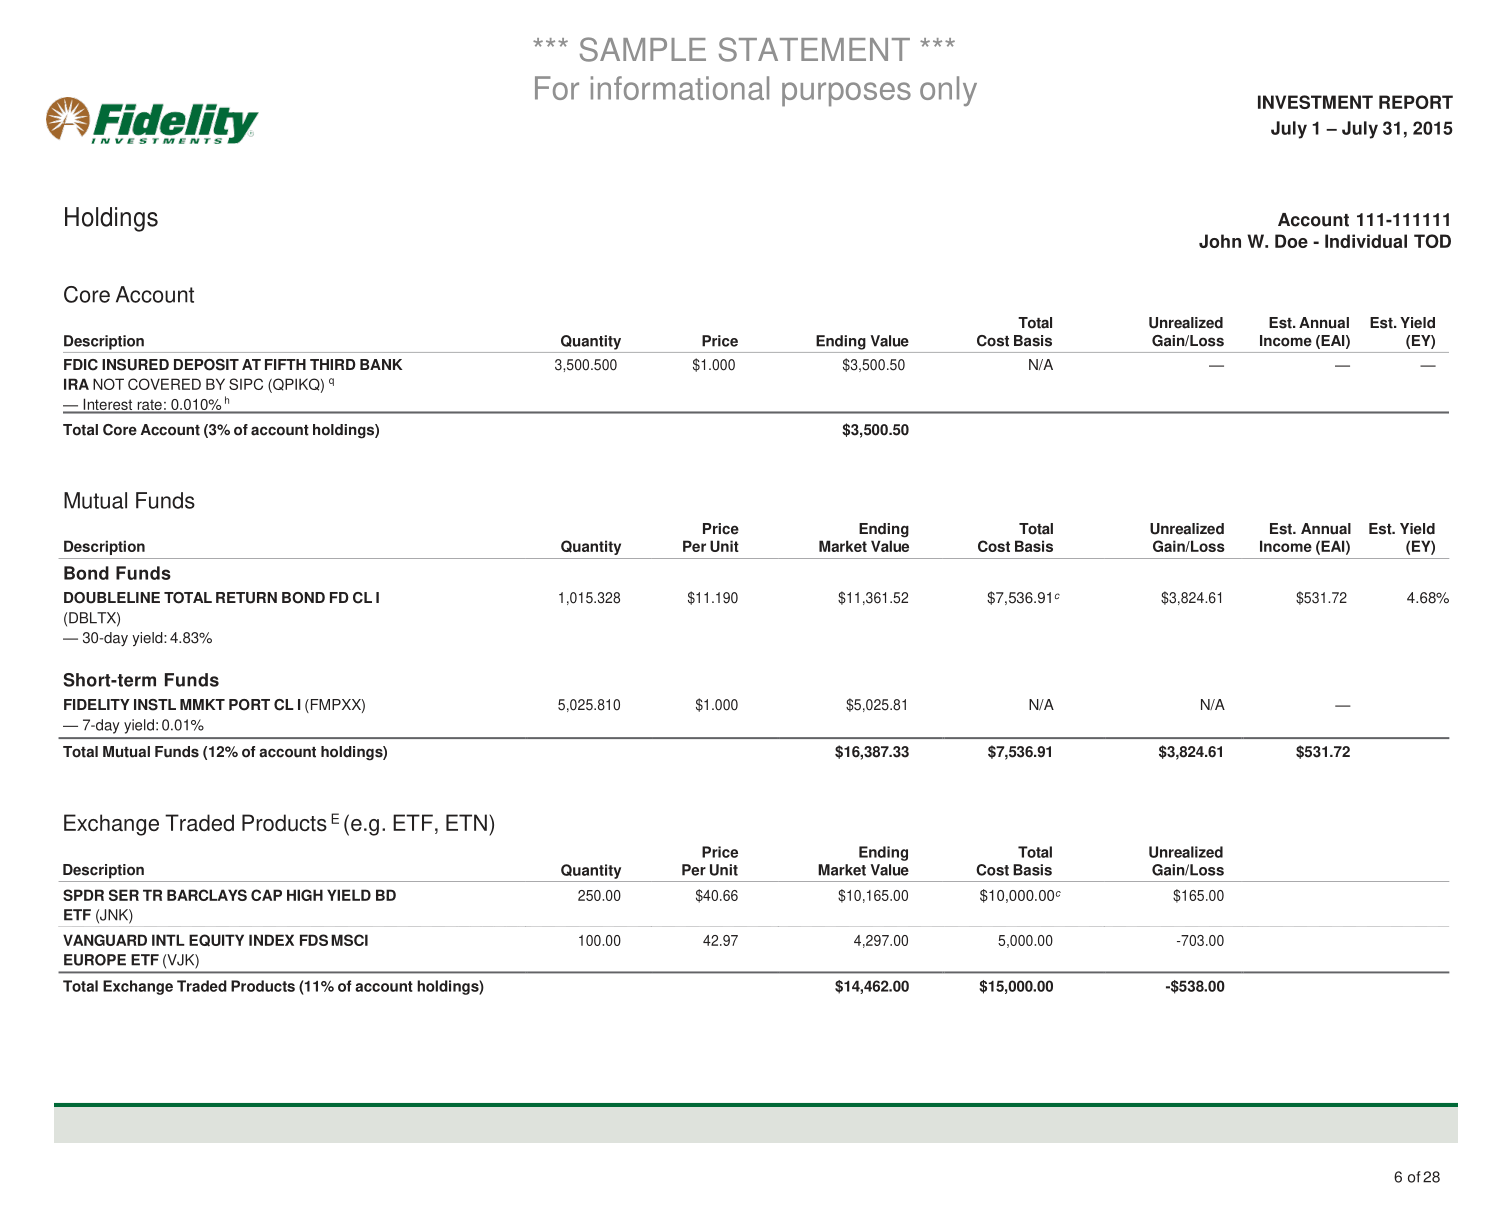 *** SAMPLE STATEMENT ***
For informational purposes only
Fidelity
INVESTMENTS
INVESTMENT REPORT
July 1 – July 31, 2015
Holdings
Account 111-111111
John W. Doe - Individual TOD
Core Account
Total Unrealized Est. Annual Est. Yield
Description Quantity Price Ending Value Cost Basis Gain/Loss Income (EAI) (EY)
FDIC INSURED DEPOSIT AT FIFTH THIRD BANK 3,500.500 $1.000 $3,500.50 N/A — — —
IRA NOT COVERED BY SIPC (QPIKQ) q
— Interest rate: 0.010% h
Total Core Account (3% of account holdings) $3,500.50
Mutual Funds
Price Ending Total Unrealized Est. Annual Est. Yield
Description Quantity Per Unit Market Value Cost Basis Gain/Loss Income (EAI) (EY)
Bond Funds
DOUBLELINE TOTAL RETURN BOND FD CL I 1,015.328 $11.190 $11,361.52 $7,536.91c $3,824.61 $531.72 4.68%
(DBLTX)
— 30-day yield: 4.83%
Short-term Funds
FIDELITY INSTL MMKT PORT CL I (FMPXX) 5,025.810 $1.000 $5,025.81 N/A N/A —
— 7-day yield: 0.01%
Total Mutual Funds (12% of account holdings) $16,387.33 $7,536.91 $3,824.61 $531.72
Exchange Traded Products E (e.g. ETF, ETN)
Price Ending Total Unrealized
Description Quantity Per Unit Market Value Cost Basis Gain/Loss
SPDR SER TR BARCLAYS CAP HIGH YIELD BD 250.00 $40.66 $10,165.00 $10,000.00c $165.00
ETF (JNK)
VANGUARD INTL EQUITY INDEX FDS MSCI 100.00 42.97 4,297.00 5,000.00 -703.00
EUROPE ETF (VJK)
Total Exchange Traded Products (11% of account holdings) $14,462.00 $15,000.00 -$538.00
6 of 28